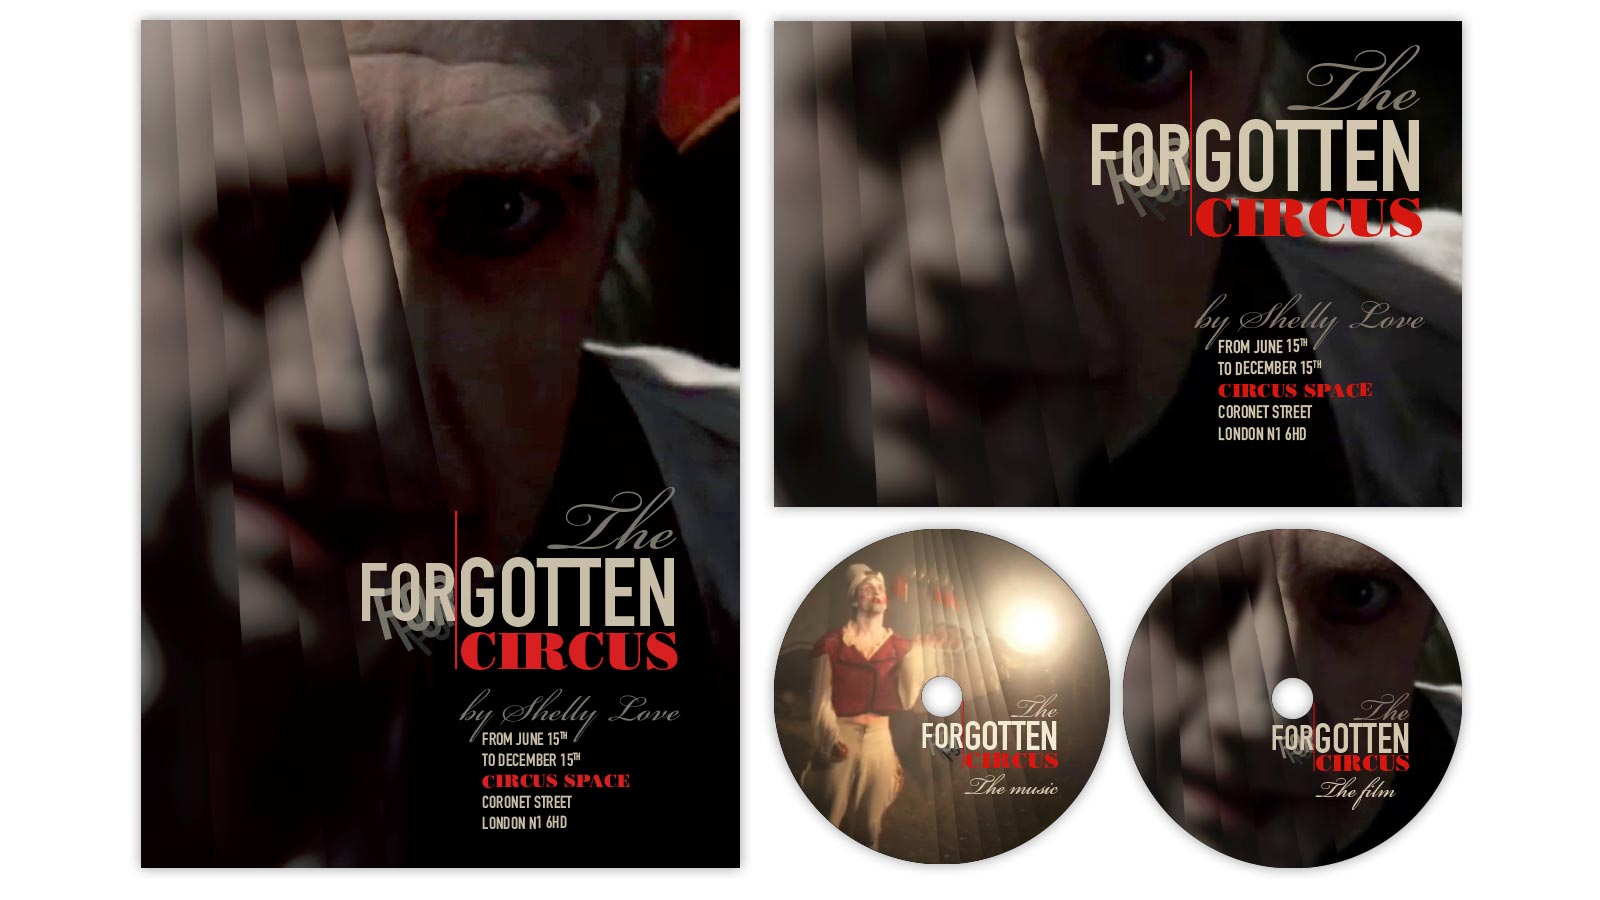 The
FORGOTTEN
CIRCUS
by Shelly Love
FROM JUNE 15TH
TO DECEMBER 15TH
CIRCUS SPACE
CORONET STREET
LONDON N1 6HD
The
FORGOTTEN
CIRCUS
by Shelly Love
FROM JUNE 15TH
TO DECEMBER 15TH
CIRCUS SPACE
CORONET STREET
LONDON N1 6HD
The
FORGOTTEN
CIRCUS
The music
The
FORGOTTEN
CIRCUS
The film